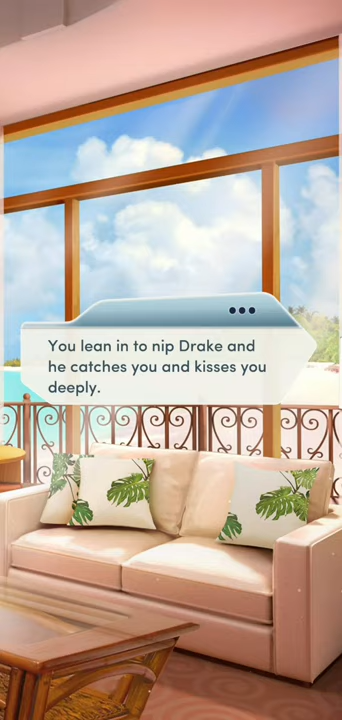 You lean in to nip Drake and
he catches you and kisses you
deeply.